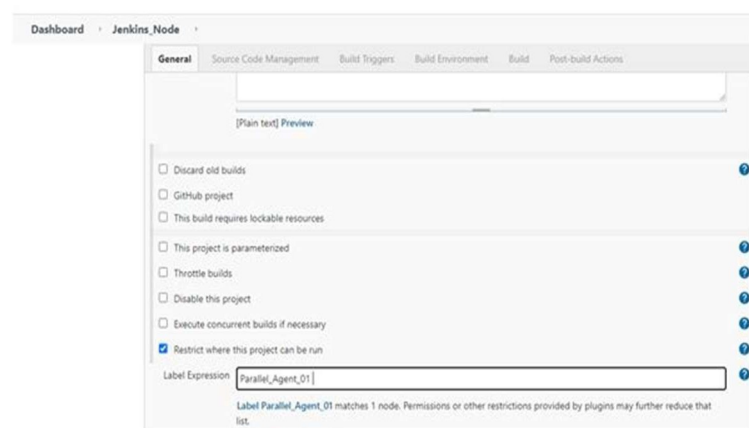 Dashboard Jenkins_Node
General Source Code Management Build Triggers Build Environment Build Post-build Actions
[Plain text] Preview
Discard old builds ?
GitHub project
This build requires lockable resources
This project is parameterized ?
Throttle builds ?
Disable this project ?
Execute concurrent builds if necessary ?
Restrict where this project can be run ?
Label Expression Parallel_Agent_01 ?
Label Parallel_Agent_01 matches 1 node. Permissions or other restrictions provided by plugins may further reduce that
list.